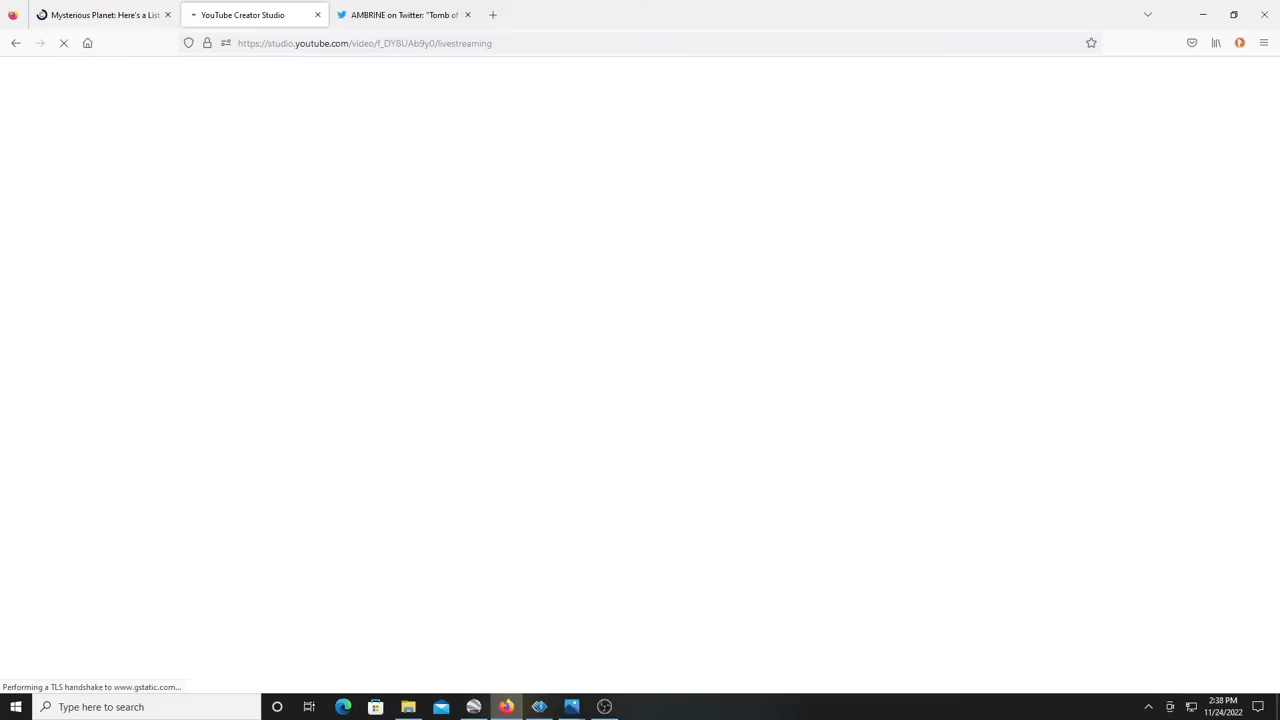 Mysterious Planet: Here's a List
YouTube Creator Studio
AMBRINE on Twitter: "Tomb of
https://studio.youtube.com/video/f_DY8UAb9y0/livestreaming
Performing a TLS handshake to www.gstatic.com...
Type here to search
2:38 PM
11/24/2022